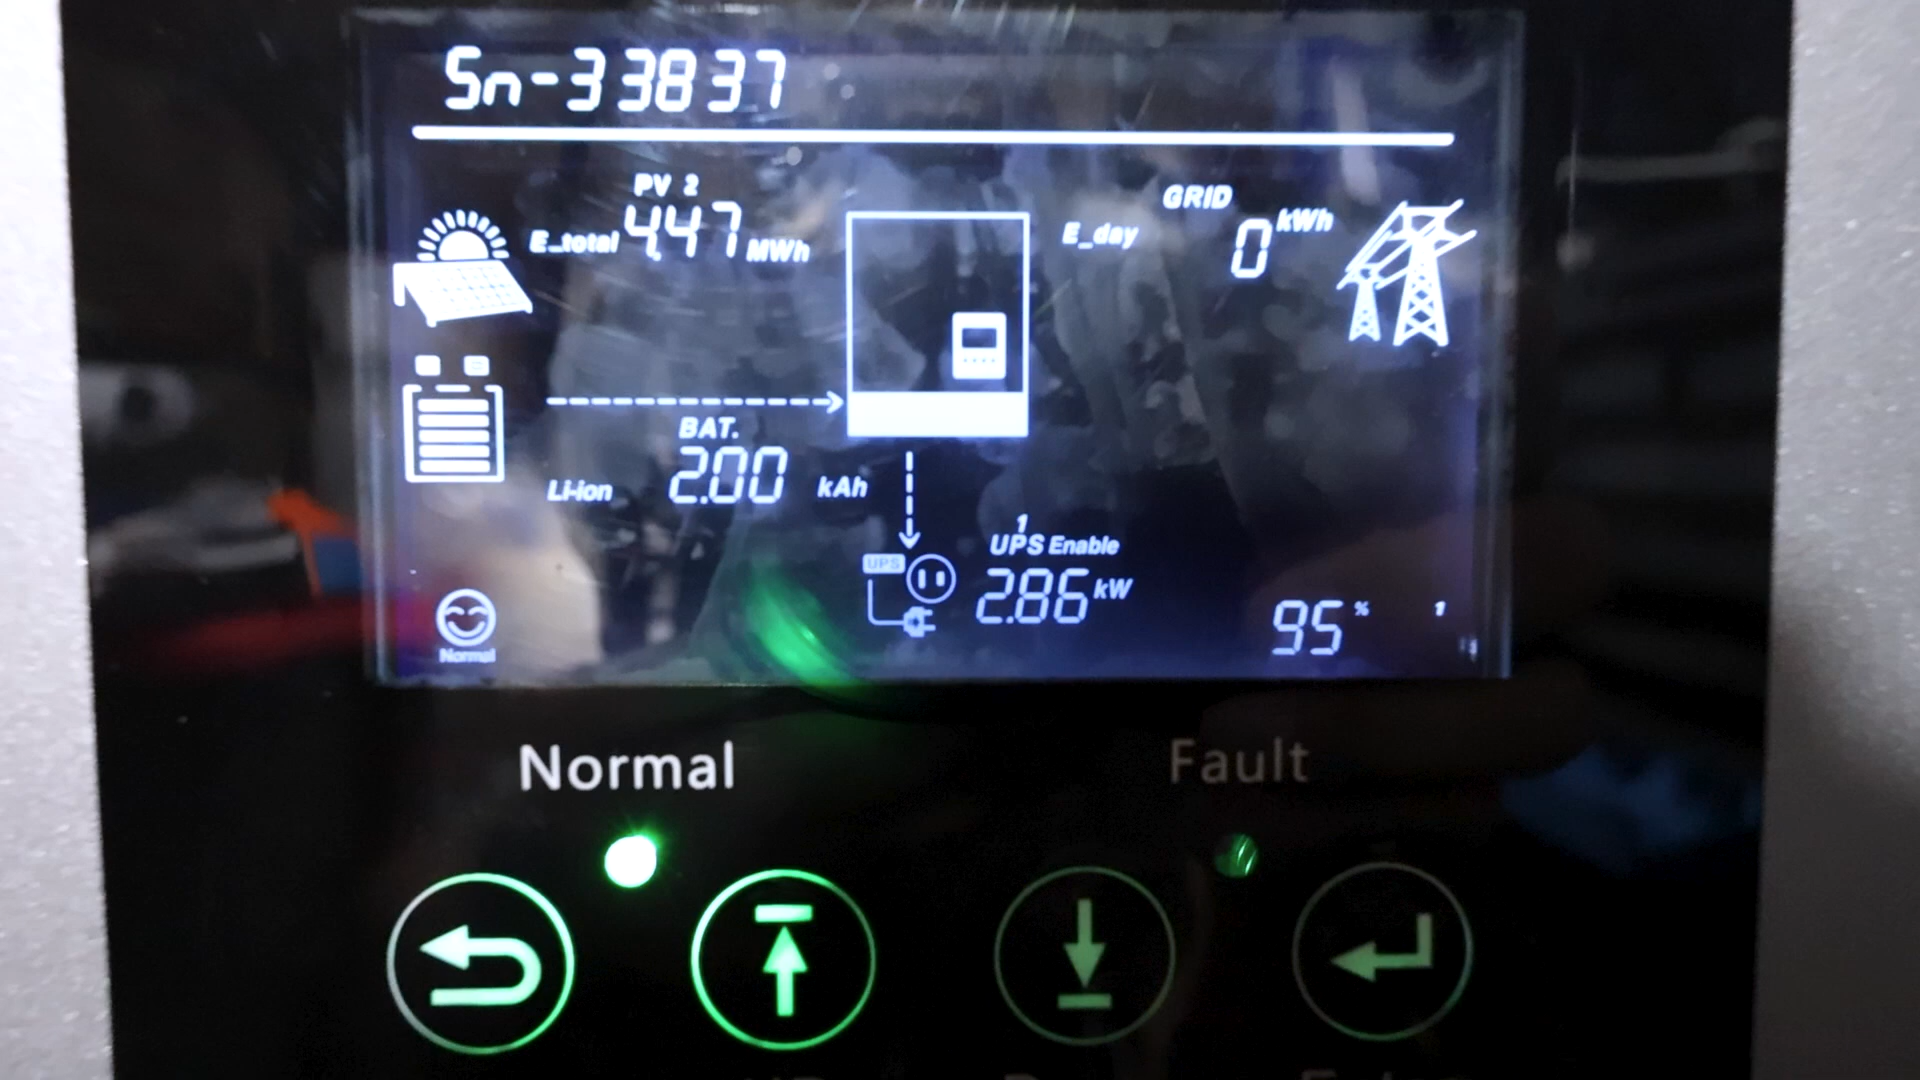 Sn-33837
PV 2
E_total 4.47 MWh
GRID
E_day 0 kWh
BAT.
Li-ion 2.00 kAh
1
UPS Enable
UPS
2.86 kW
95 % 1
Normal
Normal Fault